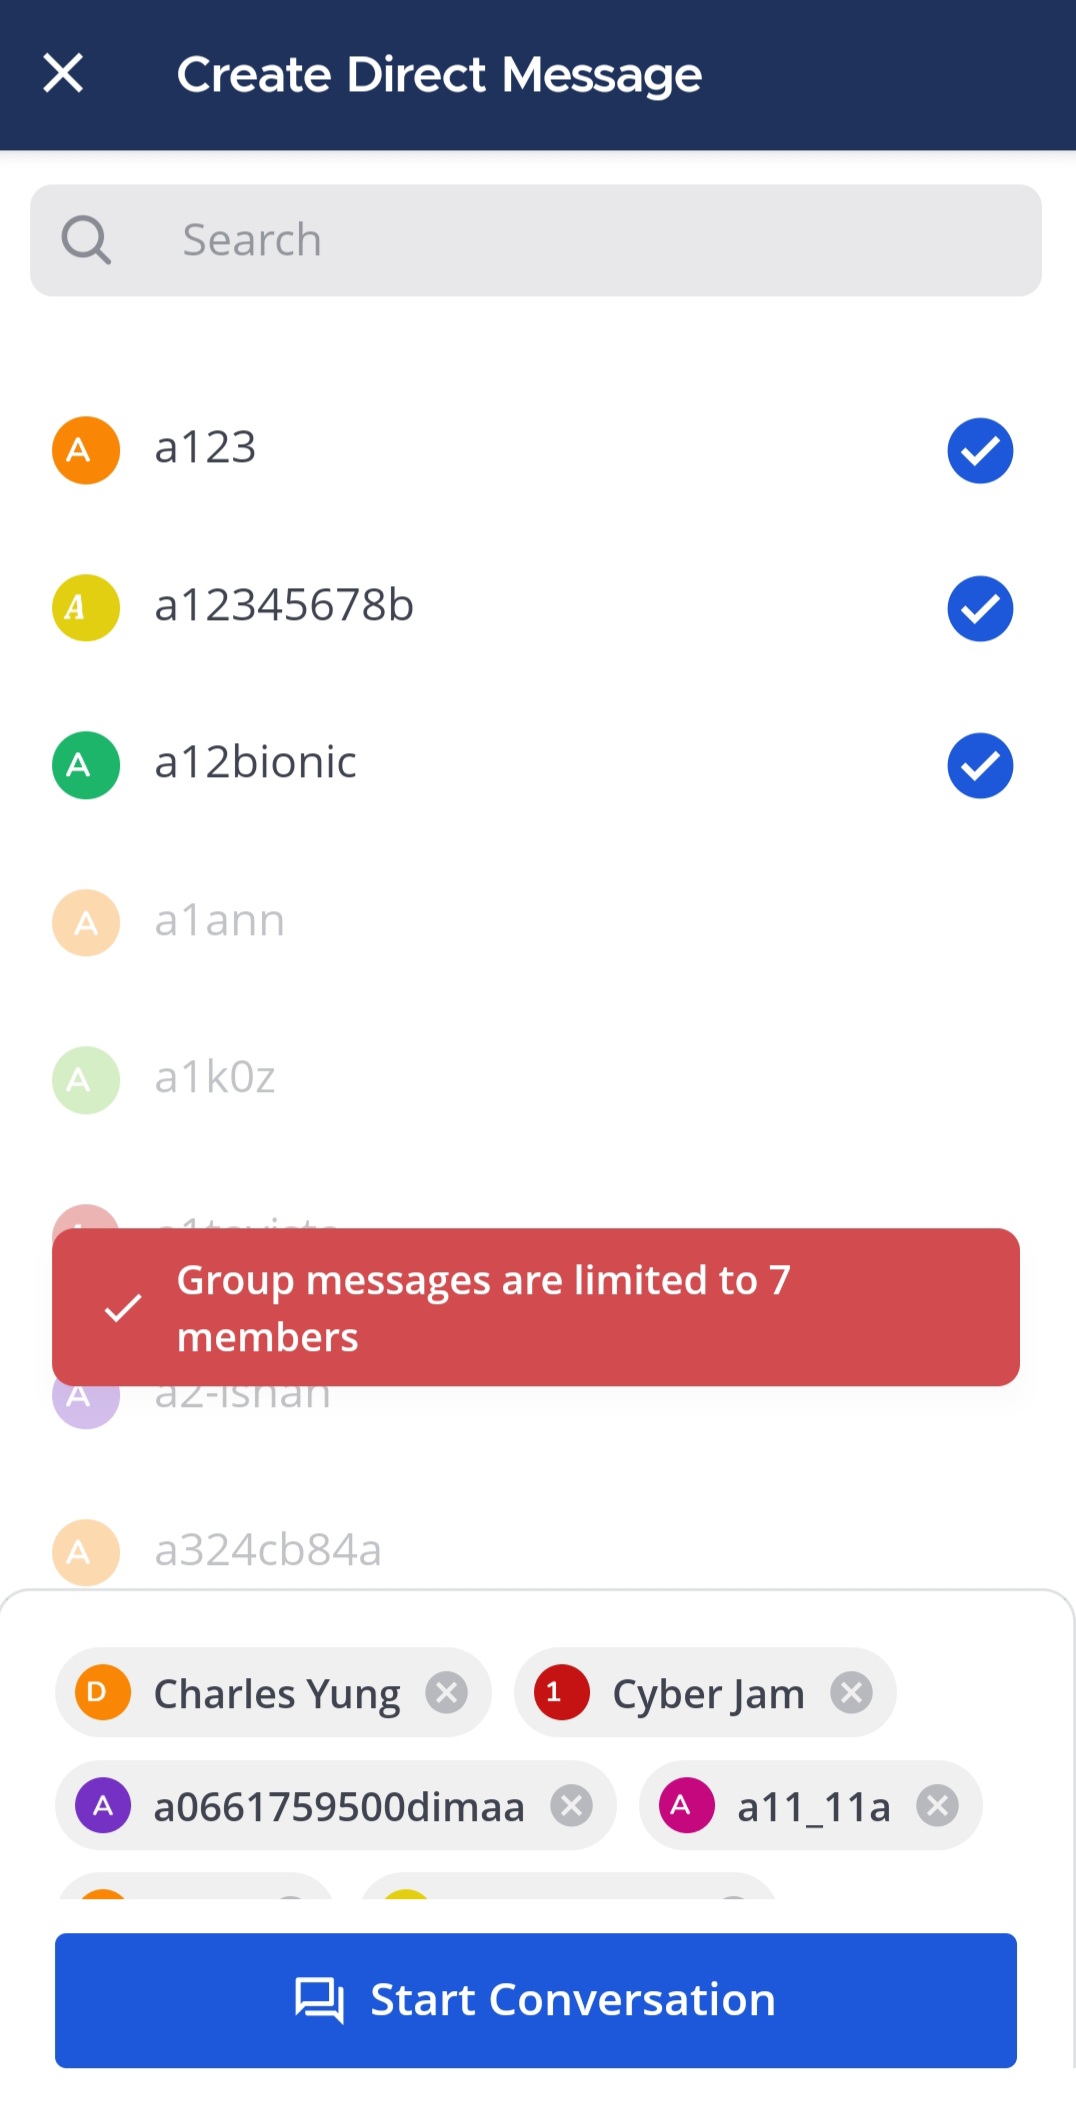 Create Direct Message
Search
A a123
A a12345678b
A a12bionic
A a1ann
A a1k0z
Group messages are limited to 7
members
A a2-ishan
A a324cb84a
D Charles Yung
1 Cyber Jam
A a0661759500dimaa
A a11_11a
Start Conversation